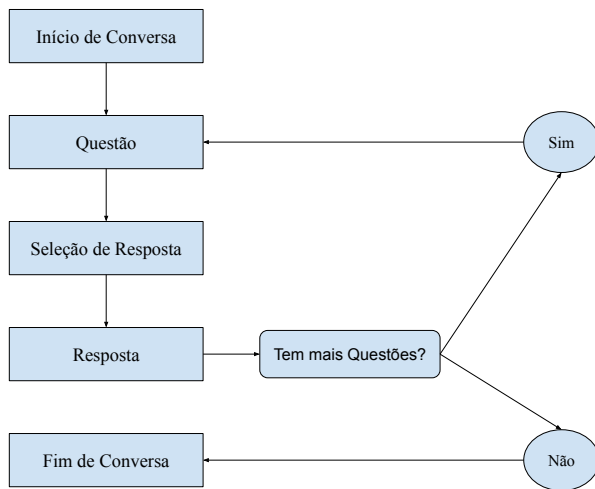 Início de Conversa
Questão
Sim
Seleção de Resposta
Resposta
Tem mais Questões?
Fim de Conversa
Não